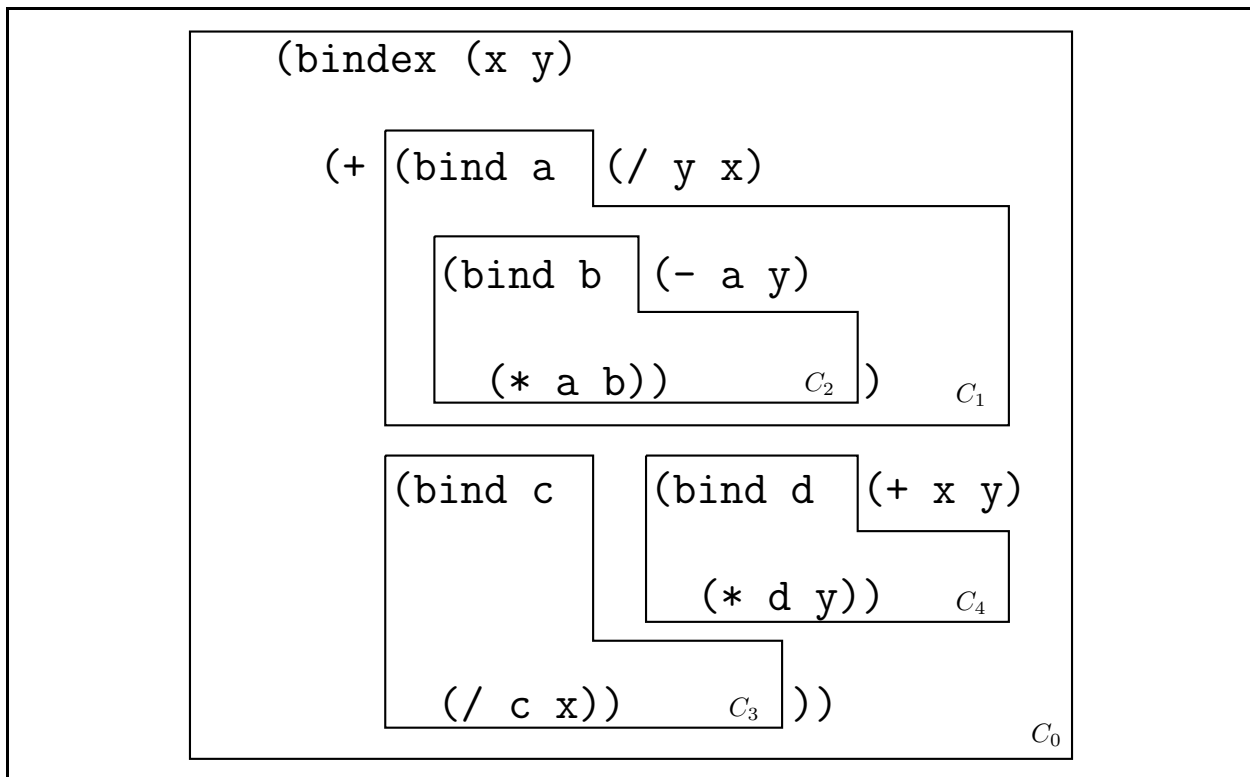 (bindex (x y)
(+ (bind a (/ y x)
(bind b (- a y)
(* a b)) C₂ ) C₁
(bind c (bind d (+ x y)
(* d y)) C₄
(/ c x)) C₃ ))
C₀